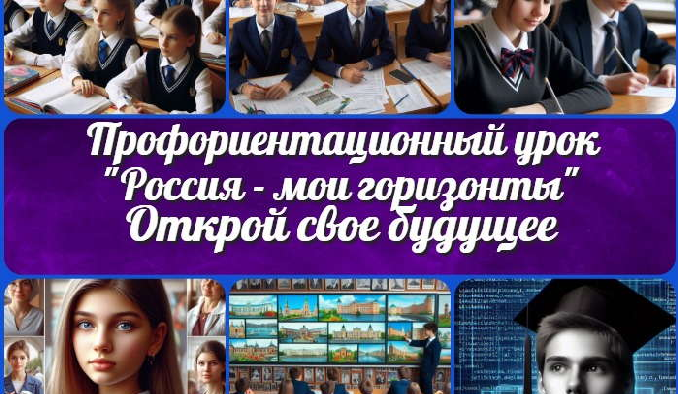 Профориентационный урок
"Россия - мои горизонты"
Открой свое будущее